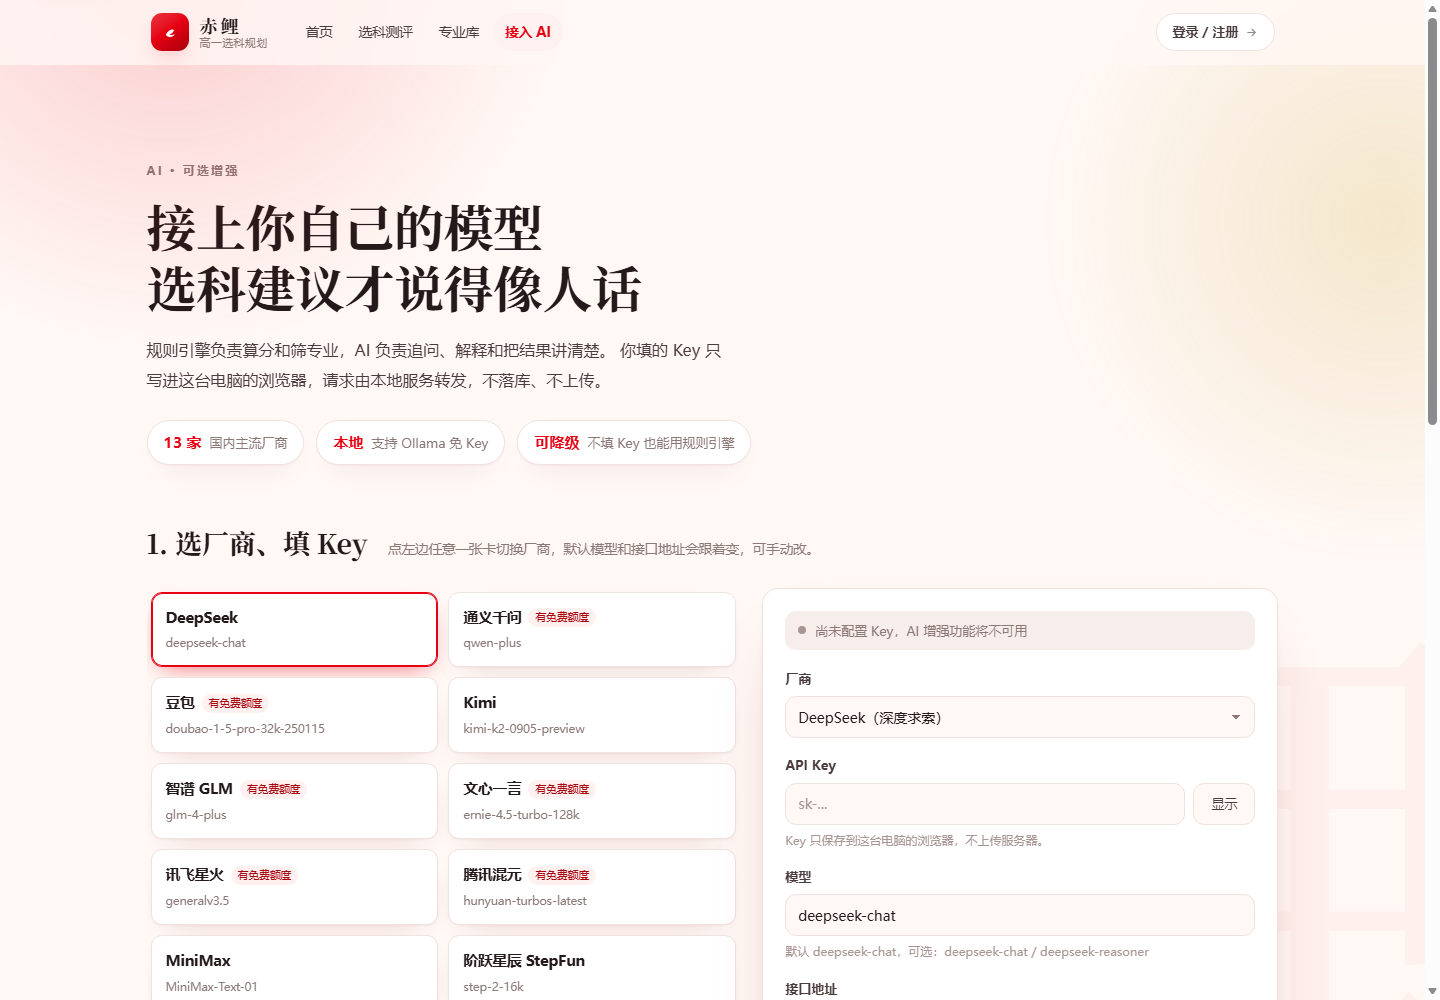 赤鲤
高一选科规划
首页
选科测评
专业库
接入 AI
登录 / 注册 →
AI · 可选增强
接上你自己的模型
选科建议才说得像人话
规则引擎负责算分和筛专业，AI 负责追问、解释和把结果讲清楚。 你填的 Key 只
写进这台电脑的浏览器，请求由本地服务转发，不落库、不上传。
13 家 国内主流厂商
本地 支持 Ollama 免 Key
可降级 不填 Key 也能用规则引擎
1. 选厂商、填 Key
点左边任意一张卡切换厂商，默认模型和接口地址会跟着变，可手动改。
DeepSeek
deepseek-chat
通义千问 有免费额度
qwen-plus
豆包 有免费额度
doubao-1-5-pro-32k-250115
Kimi
kimi-k2-0905-preview
智谱 GLM 有免费额度
glm-4-plus
文心一言 有免费额度
ernie-4.5-turbo-128k
讯飞星火 有免费额度
generalv3.5
腾讯混元 有免费额度
hunyuan-turbos-latest
MiniMax
MiniMax-Text-01
阶跃星辰 StepFun
step-2-16k
尚未配置 Key，AI 增强功能将不可用
厂商
DeepSeek（深度求索）
API Key
sk-...
显示
Key 只保存到这台电脑的浏览器，不上传服务器。
模型
deepseek-chat
默认 deepseek-chat，可选：deepseek-chat / deepseek-reasoner
接口地址